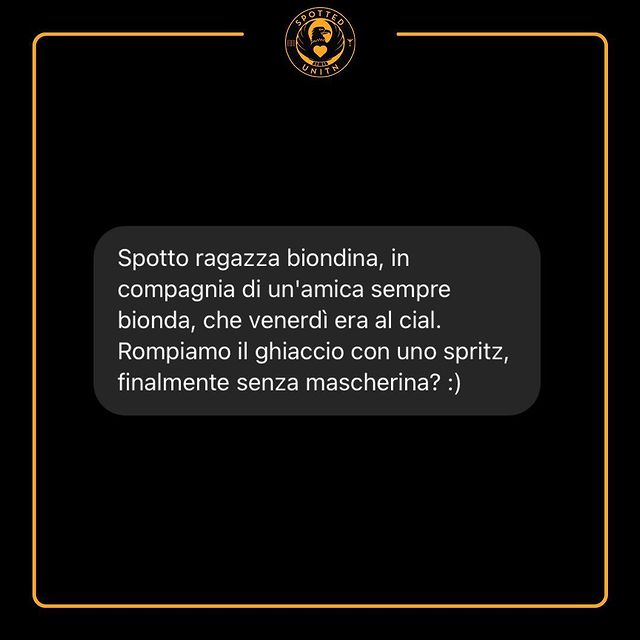 SPOTTED
UNITN
Spotto ragazza biondina, in
compagnia di un'amica sempre
bionda, che venerdì era al cial.
Rompiamo il ghiaccio con uno spritz,
finalmente senza mascherina? :)